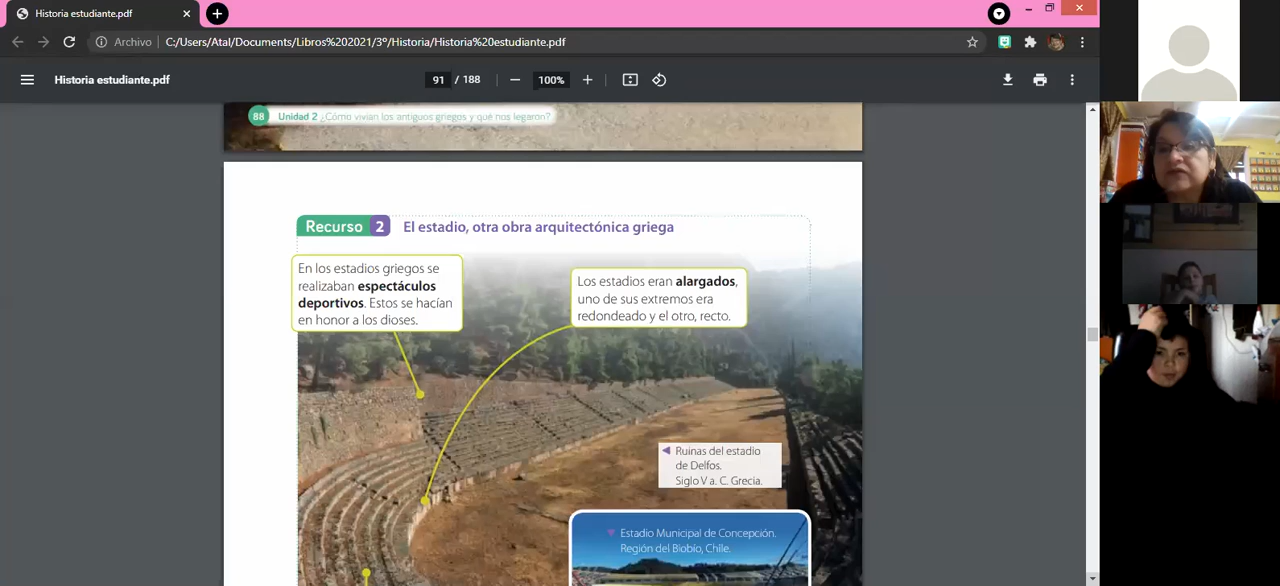 Historia estudiante.pdf
Archivo
C:/Users/Atal/Documents/Libros%202021/3º/Historia/Historia%20estudiante.pdf
Historia estudiante.pdf
91 / 188
100%
88 Unidad 2 ¿Cómo vivían los antiguos griegos y qué nos legaron?
Recurso 2 El estadio, otra obra arquitectónica griega
En los estadios griegos se
realizaban espectáculos
deportivos. Estos se hacían
en honor a los dioses.
Los estadios eran alargados,
uno de sus extremos era
redondeado y el otro, recto.
Ruinas del estadio
de Delfos.
Siglo V a. C. Grecia.
Estadio Municipal de Concepción.
Región del Biobío, Chile.